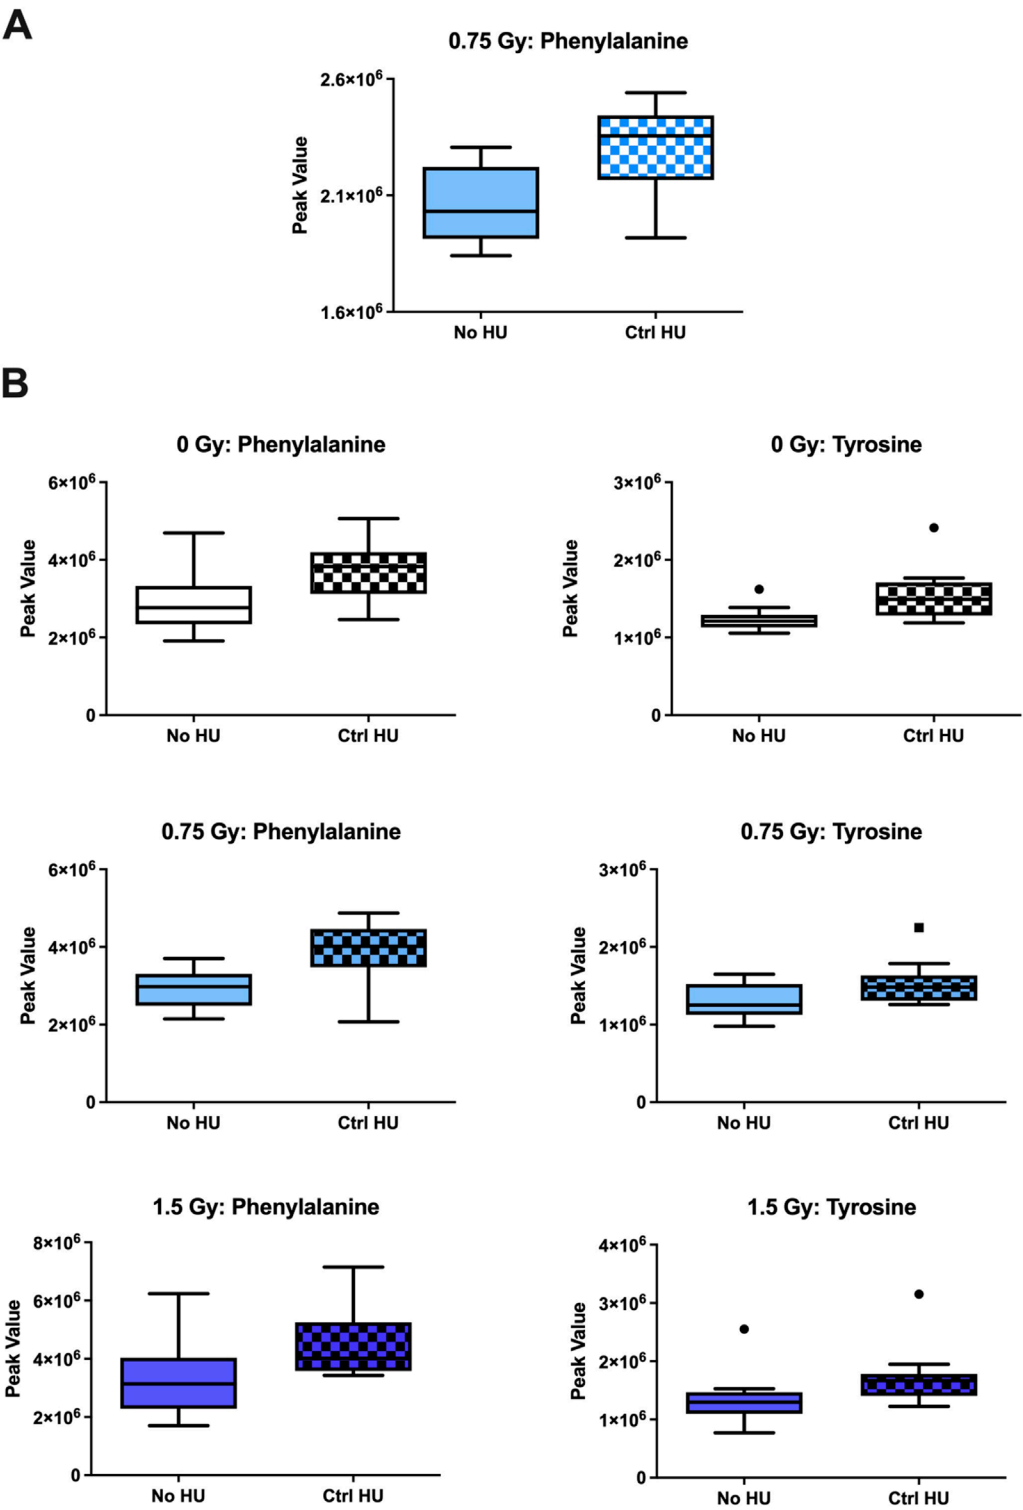 A
0.75 Gy: Phenylalanine
2.6×10⁶
2.1×10⁶
1.6×10⁶
Peak Value
No HU
Ctrl HU
B
0 Gy: Phenylalanine
6×10⁶
4×10⁶
2×10⁶
0
Peak Value
No HU
Ctrl HU
0 Gy: Tyrosine
3×10⁶
2×10⁶
1×10⁶
0
Peak Value
No HU
Ctrl HU
0.75 Gy: Phenylalanine
6×10⁶
4×10⁶
2×10⁶
0
Peak Value
No HU
Ctrl HU
0.75 Gy: Tyrosine
3×10⁶
2×10⁶
1×10⁶
0
Peak Value
No HU
Ctrl HU
1.5 Gy: Phenylalanine
8×10⁶
6×10⁶
4×10⁶
2×10⁶
0
Peak Value
No HU
Ctrl HU
1.5 Gy: Tyrosine
4×10⁶
3×10⁶
2×10⁶
1×10⁶
0
Peak Value
No HU
Ctrl HU